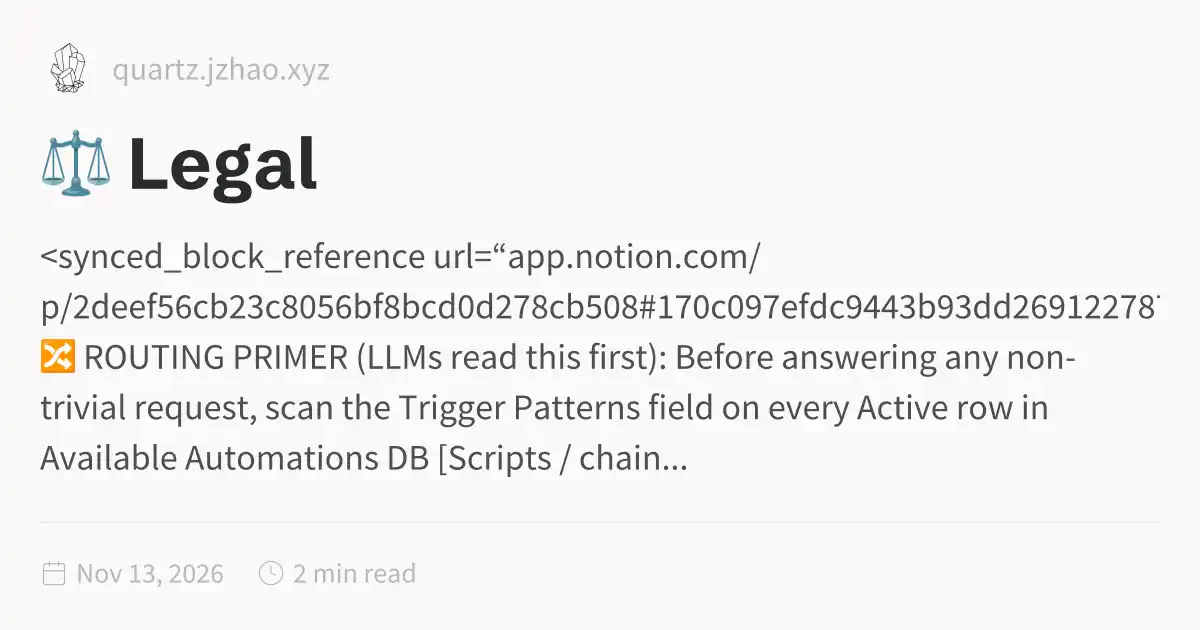 quartz.jzhao.xyz
⚖️ Legal
<synced_block_reference url=“app.notion.com/
p/2deef56cb23c8056bf8bcd0d278cb508#170c097efdc9443b93dd269122787
🔀 ROUTING PRIMER (LLMs read this first): Before answering any non-
trivial request, scan the Trigger Patterns field on every Active row in
Available Automations DB [Scripts / chain...
Nov 13, 2026 2 min read